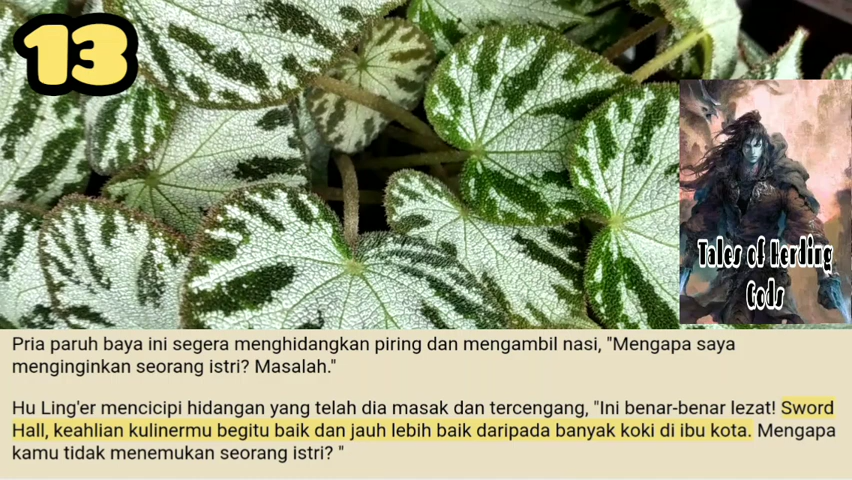 13
Tales of Herding
Gods
Pria paruh baya ini segera menghidangkan piring dan mengambil nasi, "Mengapa saya
menginginkan seorang istri? Masalah."
Hu Ling'er mencicipi hidangan yang telah dia masak dan tercengang, "Ini benar-benar lezat! Sword
Hall, keahlian kulinermu begitu baik dan jauh lebih baik daripada banyak koki di ibu kota. Mengapa
kamu tidak menemukan seorang istri? "